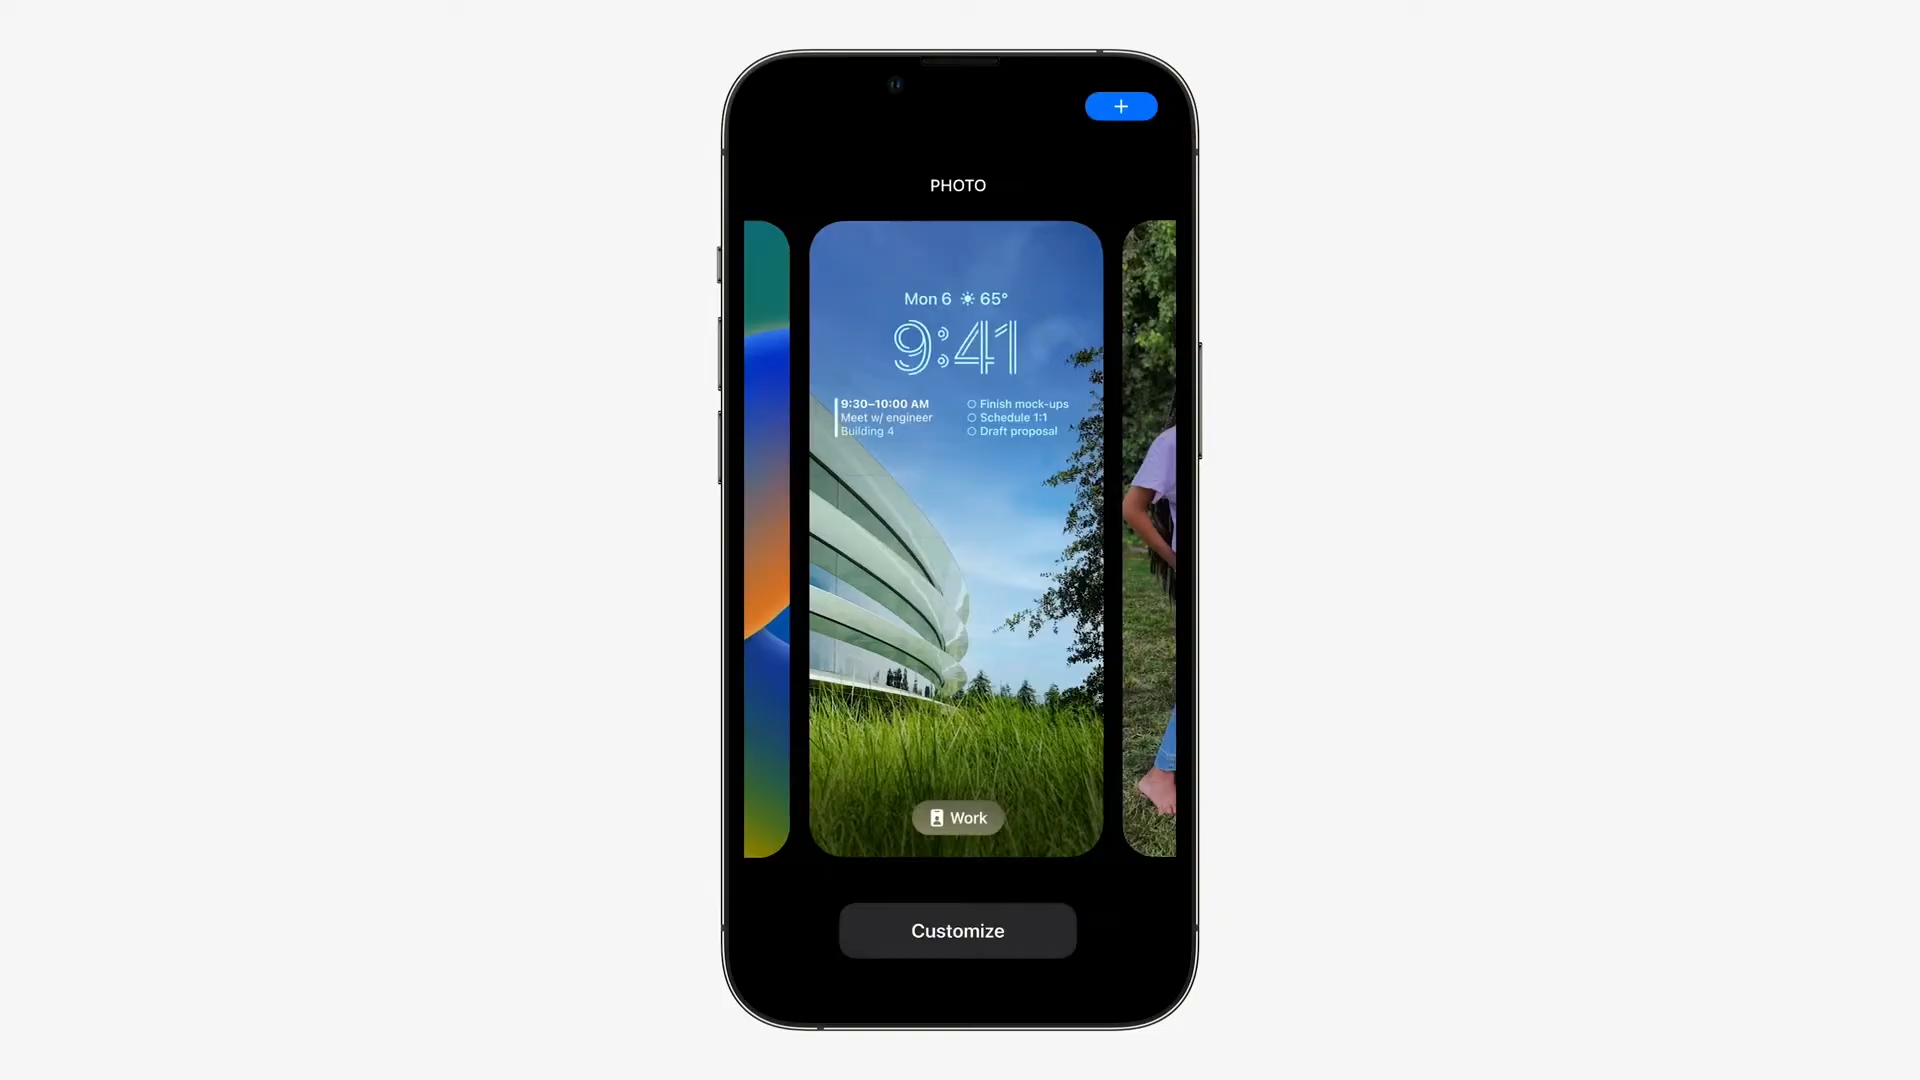 +
PHOTO
Mon 6 65°
9:41
9:30–10:00 AM
Meet w/ engineer
Building 4
Finish mock-ups
Schedule 1:1
Draft proposal
Work
Customize